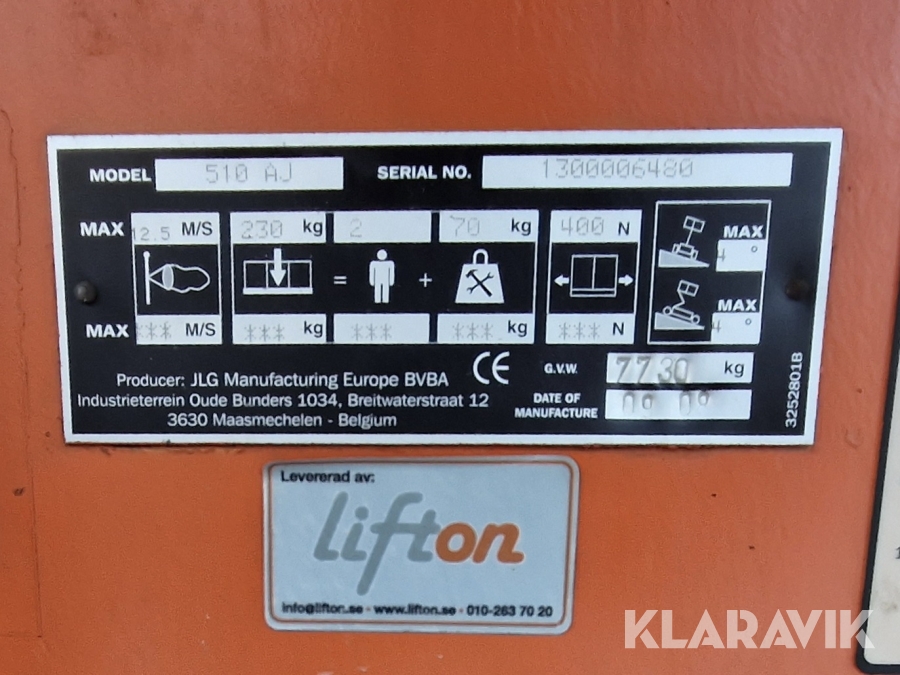 MODEL 510 AJ SERIAL NO. 1300006480
MAX 12.5 M/S 230 kg 2 70 kg 400 N MAX 4 °
= +
MAX 4 °
MAX *** M/S *** kg *** *** kg *** N
Producer: JLG Manufacturing Europe BVBA CE G.V.W. 7730 kg
Industrieterrein Oude Bunders 1034, Breitwaterstraat 12
3630 Maasmechelen - Belgium
DATE OF
MANUFACTURE
3252801B
Levererad av:
lifton
info@lifton.se - www.lifton.se - 010-263 70 20
KLARAVIK